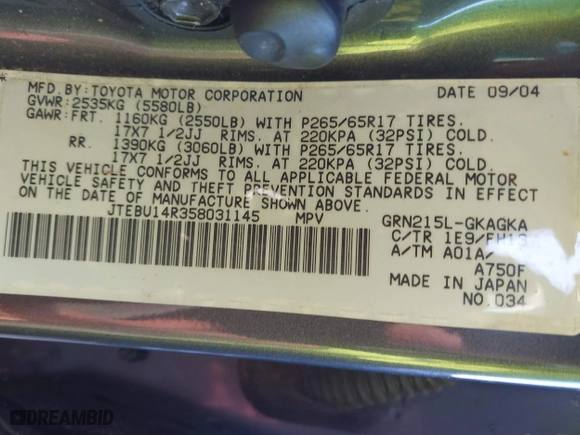 MFD.BY:TOYOTA MOTOR CORPORATION DATE 09/04
GVWR:2535KG (5580LB)
GAWR:FRT. 1160KG (2550LB) WITH P265/65R17 TIRES.
17X7 1/2JJ RIMS. AT 220KPA (32PSI) COLD.
RR. 1390KG (3060LB) WITH P265/65R17 TIRES.
17X7 1/2JJ RIMS. AT 220KPA (32PSI) COLD.
THIS VEHICLE CONFORMS TO ALL APPLICABLE FEDERAL MOTOR
VEHICLE SAFETY AND THEFT PREVENTION STANDARDS IN EFFECT
ON THE DATE OF MANUFACTURE SHOWN ABOVE.
JTEBU14R358031145 MPV GRN215L-GKAGKA
C/TR 1E9/FH13
A/TM A01A/
A750F
MADE IN JAPAN
NO.034
DREAMBID